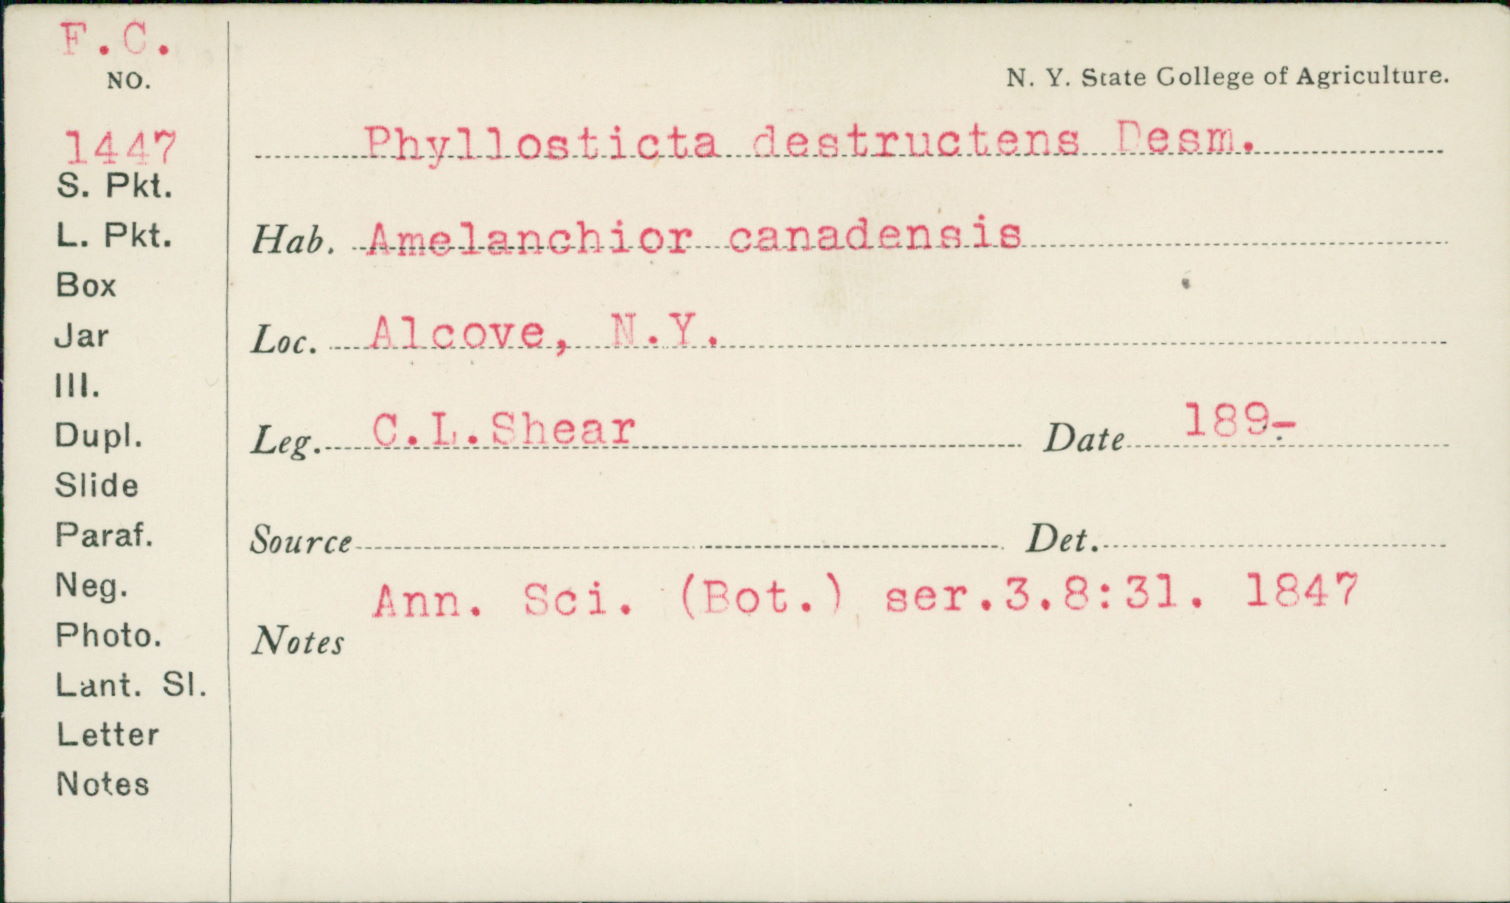 F.C.
NO.
1447
S. Pkt.
L. Pkt.
Box
Jar
Ill.
Dupl.
Slide
Paraf.
Neg.
Photo.
Lant. Sl.
Letter
Notes
N. Y. State College of Agriculture.
Phyllosticta destructens Desm.
Hab. Amelanchior canadensis
Loc. Alcove, N.Y.
Leg. C.L.Shear Date 189-
Source Det.
Ann. Sci. (Bot.) ser.3.8:31. 1847
Notes